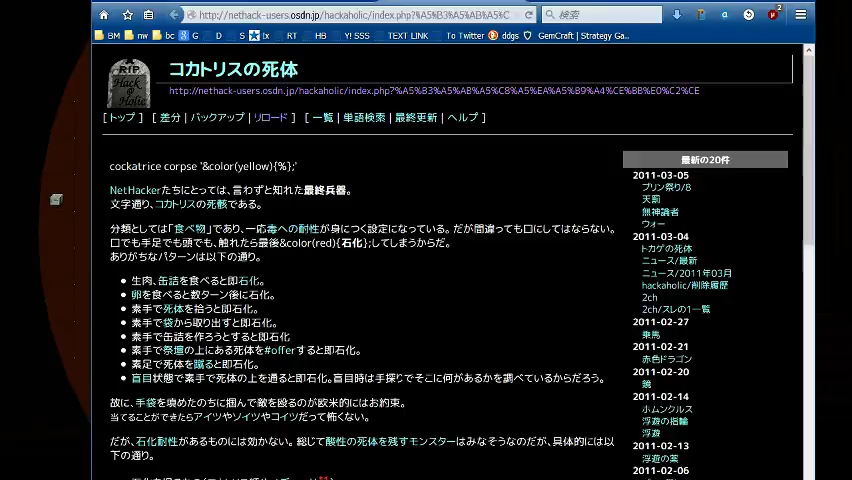 http://nethack-users.osdn.jp/hackaholic/index.php?%A5%B3%A5%AB%A5%C
検索
2
BM nw bc G D S lx RT HB Y! SSS TEXT LINK To Twitter ddgs GemCraft | Strategy Ga...
R.I.P.
Hack
Holic
コカトリスの死体
http://nethack-users.osdn.jp/hackaholic/index.php?%A5%B3%A5%AB%A5%C8%A5%EA%A5%B9%A4%CE%BB%E0%C2%CE
[ トップ ] [ 差分 | バックアップ | リロード ] [ 一覧 | 単語検索 | 最終更新 | ヘルプ ]
cockatrice corpse '&color(yellow){%};'
NetHackerたちにとっては、言わずと知れた最終兵器。
文字通り、コカトリスの死骸である。
分類としては「食べ物」であり、一応毒への耐性が身につく設定になっている。だが間違っても口にしてはならない。
口でも手足でも頭でも、触れたら最後&color(red){石化};してしまうからだ。
ありがちなパターンは以下の通り。
生肉、缶詰を食べると即石化。
卵を食べると数ターン後に石化。
素手で死体を拾うと即石化。
素手で袋から取り出すと即石化。
素手で缶詰を作ろうとすると即石化
素手で祭壇の上にある死体を#offerすると即石化。
素足で死体を蹴ると即石化。
盲目状態で素手で死体の上を通ると即石化。盲目時は手探りでそこに何があるかを調べているからだろう。
故に、手袋を填めたのちに掴んで敵を殴るのが欧米的にはお約束。
当てることができたらアイツやソイツやコイツだって怖くない。
だが、石化耐性があるものには効かない。総じて酸性の死体を残すモンスターはみなそうなのだが、具体的には以
下の通り。
最新の20件
2011-03-05
プリン祭り/8
天罰
無神論者
ウォー
2011-03-04
トカゲの死体
ニュース/最新
ニュース/2011年03月
hackaholic/削除履歴
2ch
2ch/スレの1一覧
2011-02-27
乗馬
2011-02-21
赤色ドラゴン
2011-02-20
鏡
2011-02-14
ホムンクルス
浮遊の指輪
浮遊
2011-02-13
浮遊の薬
2011-02-06